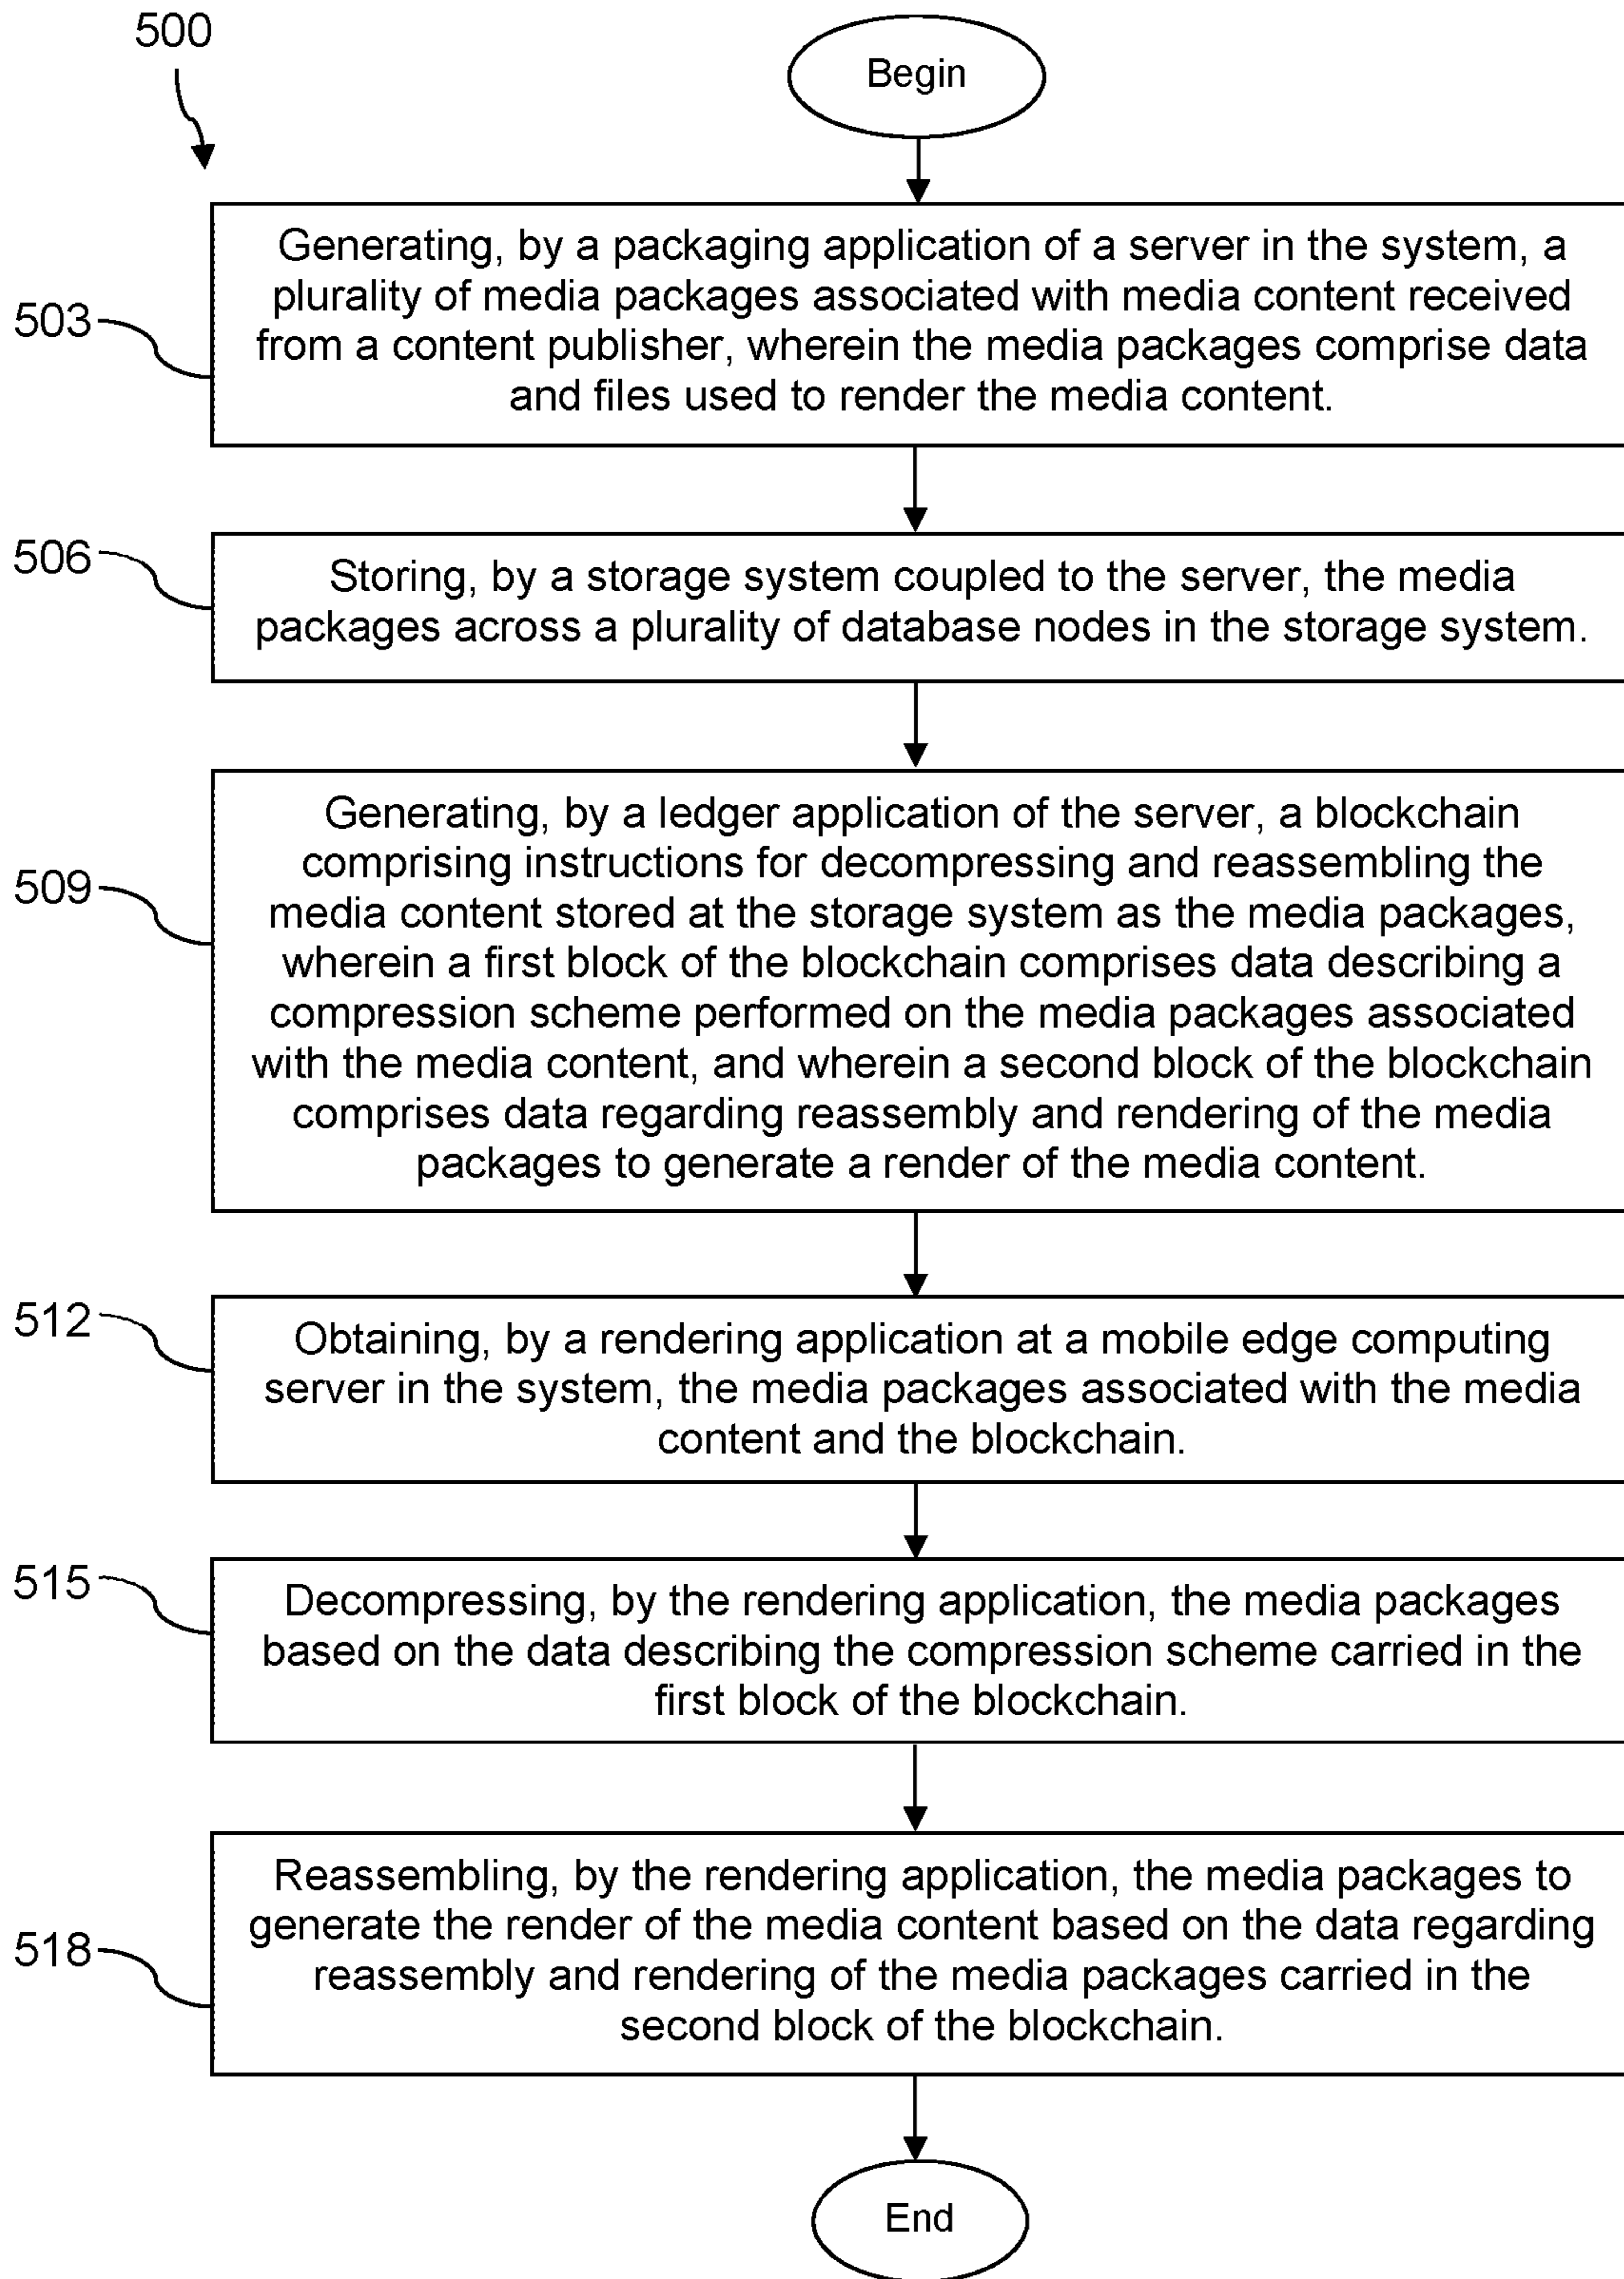 500
Begin
503
Generating, by a packaging application of a server in the system, a
plurality of media packages associated with media content received
from a content publisher, wherein the media packages comprise data
and files used to render the media content.
506
Storing, by a storage system coupled to the server, the media
packages across a plurality of database nodes in the storage system.
509
Generating, by a ledger application of the server, a blockchain
comprising instructions for decompressing and reassembling the
media content stored at the storage system as the media packages,
wherein a first block of the blockchain comprises data describing a
compression scheme performed on the media packages associated
with the media content, and wherein a second block of the blockchain
comprises data regarding reassembly and rendering of the media
packages to generate a render of the media content.
512
Obtaining, by a rendering application at a mobile edge computing
server in the system, the media packages associated with the media
content and the blockchain.
515
Decompressing, by the rendering application, the media packages
based on the data describing the compression scheme carried in the
first block of the blockchain.
518
Reassembling, by the rendering application, the media packages to
generate the render of the media content based on the data regarding
reassembly and rendering of the media packages carried in the
second block of the blockchain.
End